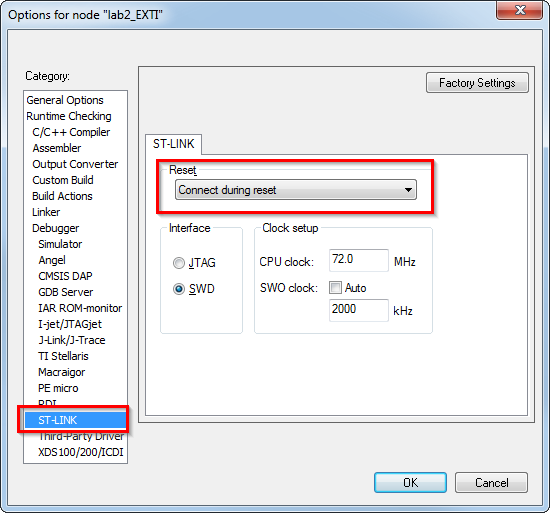 Options for node "lab2_EXTI"
Category:
General Options
Runtime Checking
C/C++ Compiler
Assembler
Output Converter
Custom Build
Build Actions
Linker
Debugger
Simulator
Angel
CMSIS DAP
GDB Server
IAR ROM-monitor
I-jet/JTAGjet
J-Link/J-Trace
TI Stellaris
Macraigor
PE micro
RDI
ST-LINK
Third-Party Driver
XDS100/200/ICDI
Factory Settings
ST-LINK
Reset
Connect during reset
Interface
JTAG
SWD
Clock setup
CPU clock: 72.0 MHz
SWO clock: Auto
2000 kHz
OK Cancel